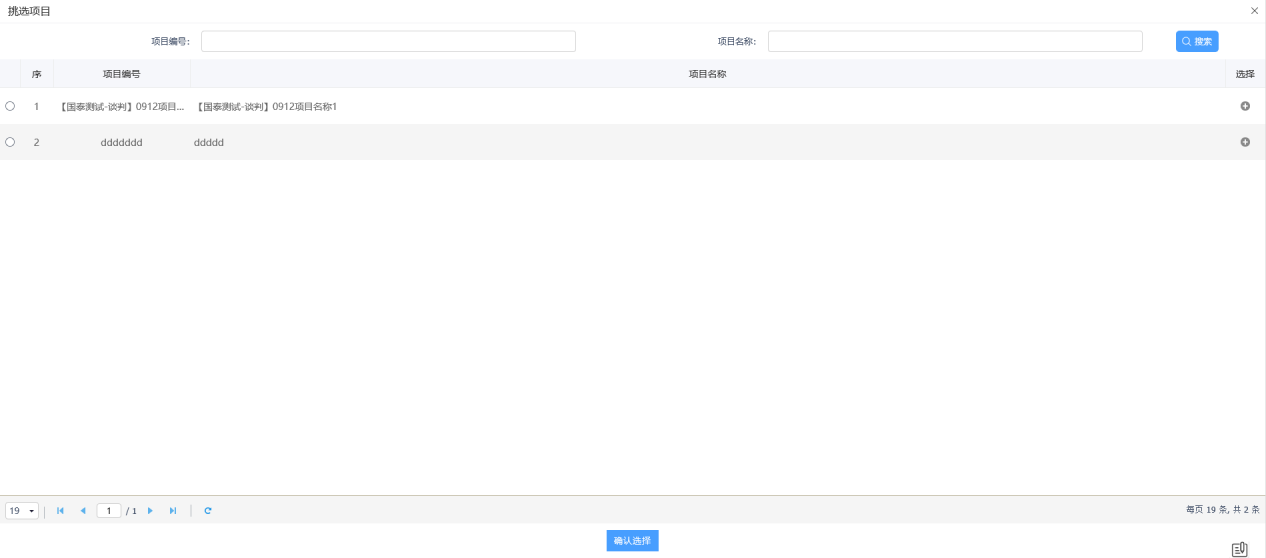 挑选项目
项目编号: 项目名称: 搜索
序 项目编号 项目名称 选择
1 【国泰测试-谈判】0912项目... 【国泰测试-谈判】0912项目名称1
2 ddddddd ddddd
19 1 / 1 每页 19 条, 共 2 条
确认选择